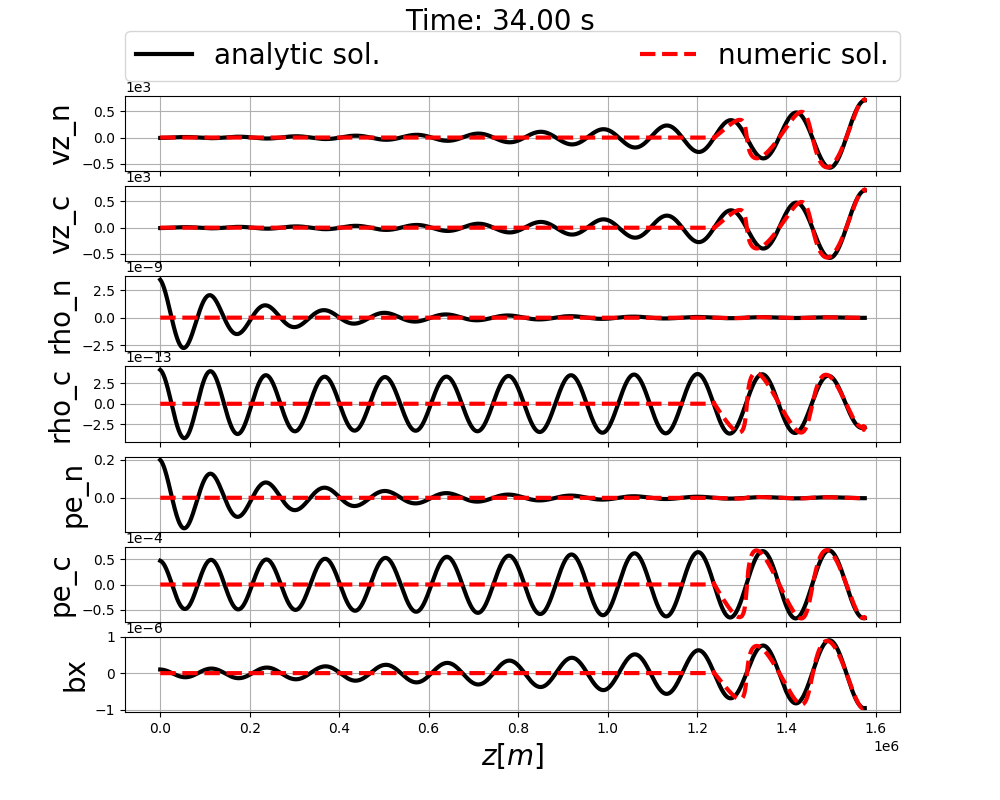 Time: 34.00 s
analytic sol. numeric sol.
1e3
vz_n
0.5
0.0
−0.5
1e3
vz_c
0.5
0.0
−0.5
1e−9
rho_n
2.5
0.0
−2.5
1e−13
rho_c
2.5
0.0
−2.5
pe_n
0.2
0.0
1e−4
pe_c
0.5
0.0
−0.5
1e−6
bx
1
0
−1
0.0 0.2 0.4 0.6 0.8 1.0 1.2 1.4 1.6
1e6
z[m]